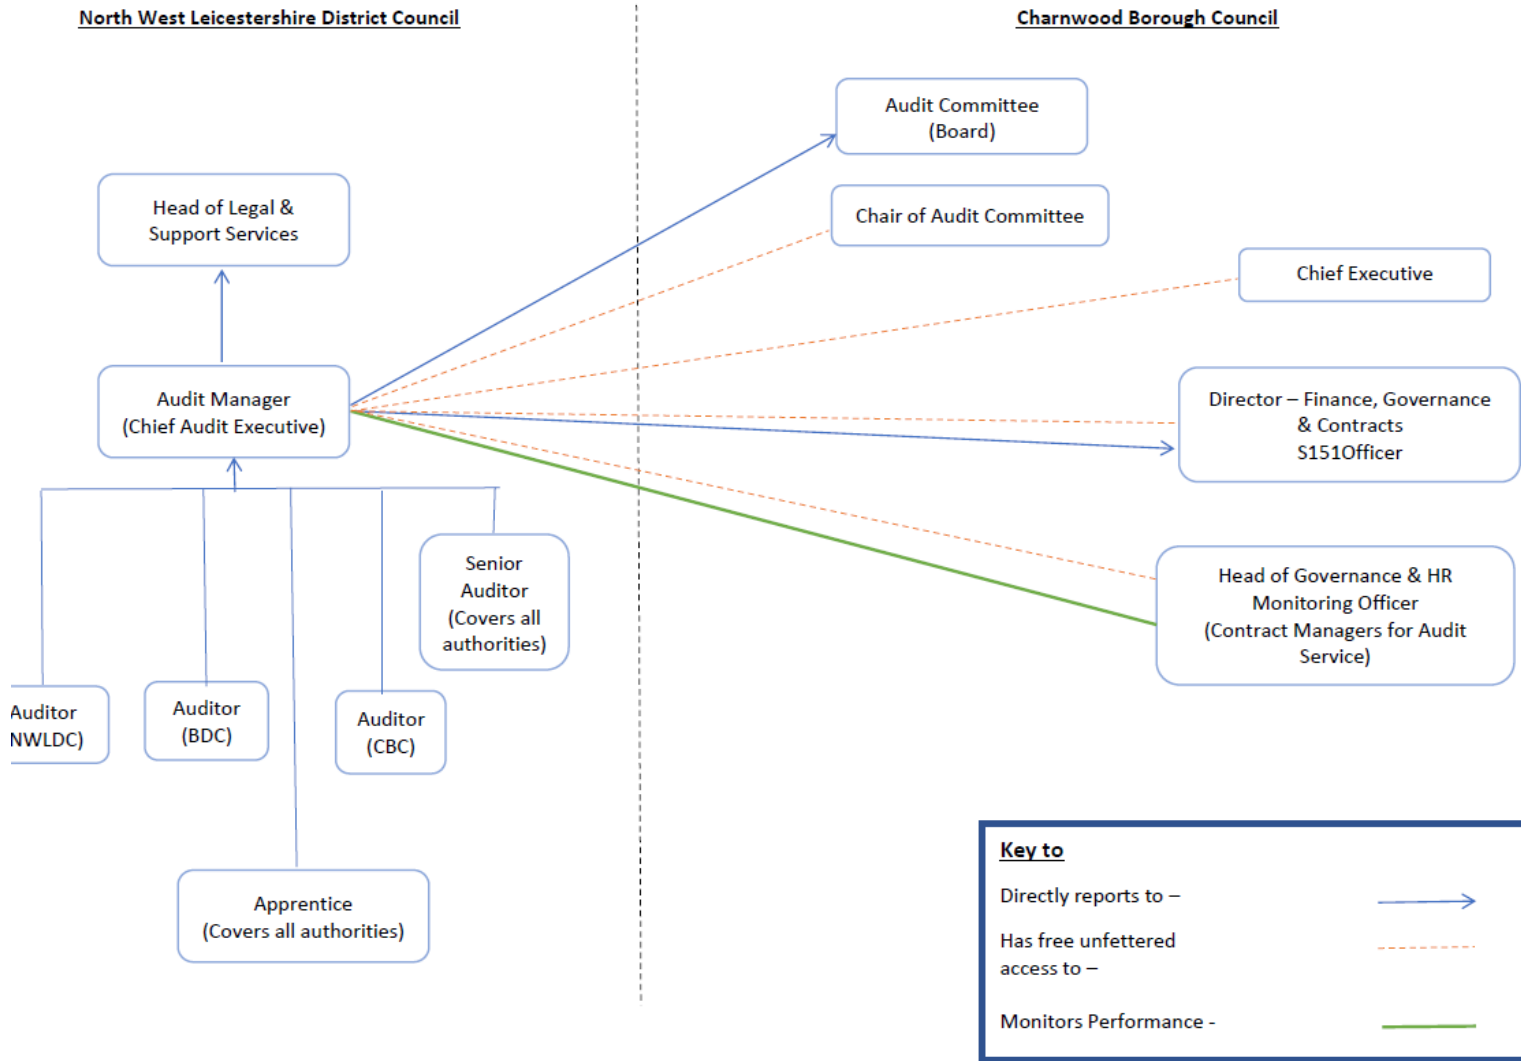 North West Leicestershire District Council
Charnwood Borough Council
Audit Committee
(Board)
Head of Legal &
Support Services
Chair of Audit Committee
Chief Executive
Audit Manager
(Chief Audit Executive)
Director – Finance, Governance
& Contracts
S151Officer
Senior
Auditor
(Covers all
authorities)
Head of Governance & HR
Monitoring Officer
(Contract Managers for Audit
Service)
Auditor
NWLDC)
Auditor
(BDC)
Auditor
(CBC)
Apprentice
(Covers all authorities)
Key to
Directly reports to –
Has free unfettered
access to –
Monitors Performance -